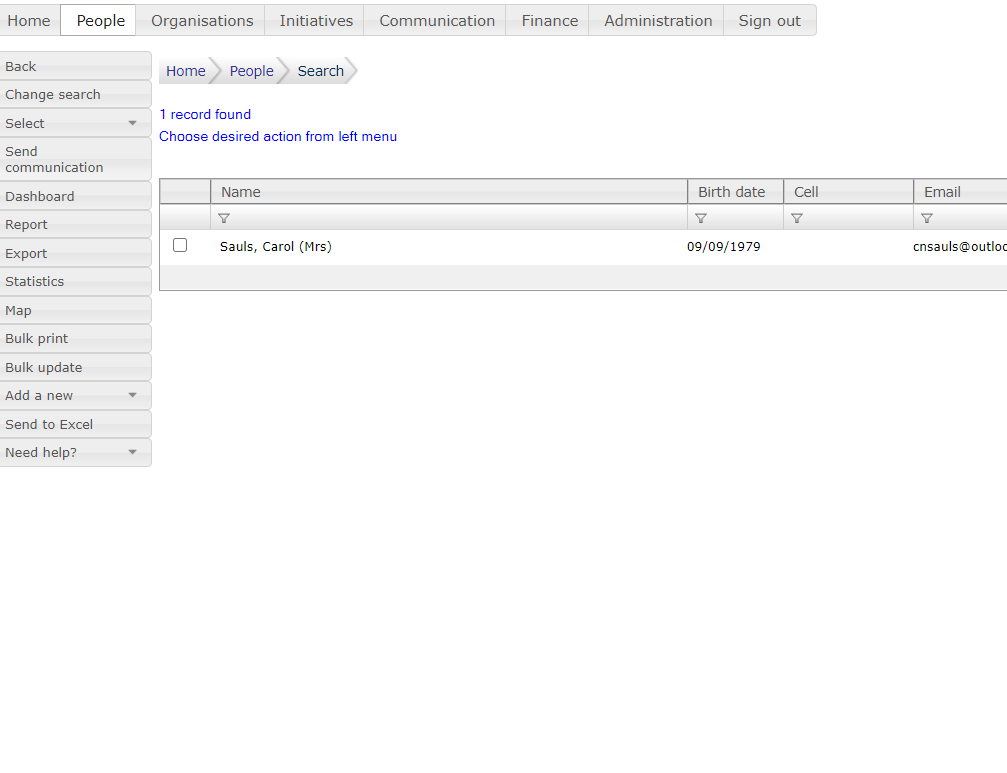 Home People Organisations Initiatives Communication Finance Administration Sign out
Back
Change search
Select
Send
communication
Dashboard
Report
Export
Statistics
Map
Bulk print
Bulk update
Add a new
Send to Excel
Need help?
Home People Search
1 record found
Choose desired action from left menu
Name Birth date Cell Email
Sauls, Carol (Mrs) 09/09/1979 cnsauls@outloo